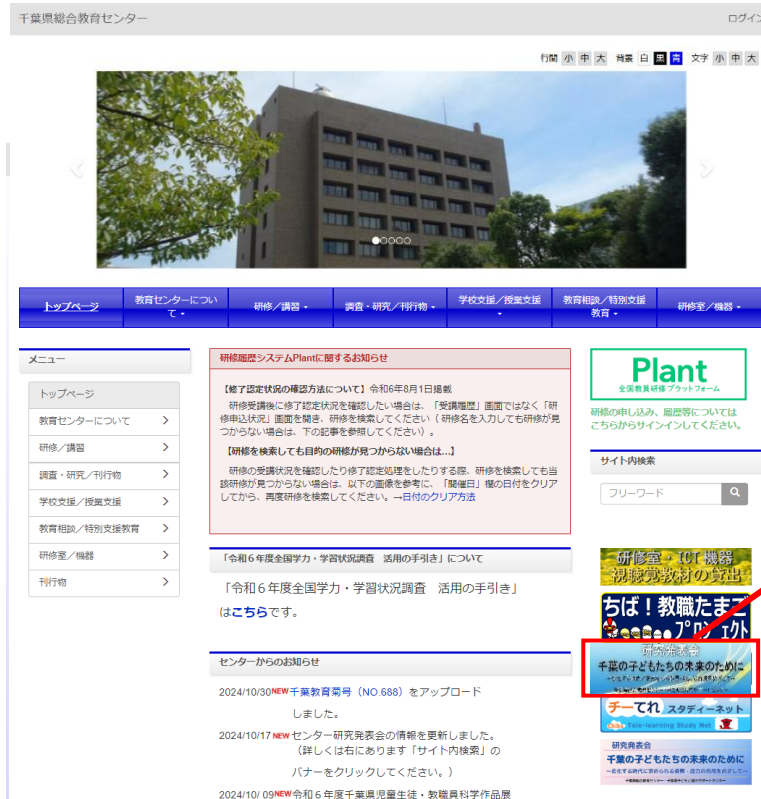 千葉県総合教育センター
ログイン
行間 小 中 大 背景 白 黒 青 文字 小 中 大
トップページ
教育センターについ
て
研修／講習
調査・研究／刊行物
学校支援／授業支援
教育相談／特別支援
教育
研修室／機器
メニュー
トップページ
教育センターについて
研修／講習
調査・研究／刊行物
学校支援／授業支援
教育相談／特別支援教育
研修室／機器
刊行物
研修履歴システムPlantに関するお知らせ
【修了認定状況の確認方法について】令和6年8月1日掲載
研修受講後に修了認定状況を確認したい場合は、「受講履歴」画面ではなく「研
修申込状況」画面を開き、研修を検索してください（研修名を入力しても研修が見
つからない場合は、下の記事を参照してください）。
【研修を検索しても目的の研修が見つからない場合は...】
研修の受講状況を確認したり修了認定処理をしたりする際、研修を検索しても当
該研修が見つからない場合は、以下の画像を参考に、「開催日」欄の日付をクリア
してから、再度研修を検索してください。→日付のクリア方法
「令和６年度全国学力・学習状況調査　活用の手引き」について
「令和６年度全国学力・学習状況調査　活用の手引き」
はこちらです。
センターからのお知らせ
2024/10/30NEW千葉教育菊号（NO.688）をアップロード
しました。
2024/10/17 NEW センター研究発表会の情報を更新しました。
（詳しくは右にあります「サイト内検索」の
バナーをクリックしてください。）
2024/10/ 09NEW令和６年度千葉県児童生徒・教職員科学作品展
Plant
全国教員研修プラットフォーム
研修の申し込み、履歴等については
こちらからサインインしてください。
サイト内検索
フリーワード
研修室・ICT機器
視聴覚教材の貸出
ちば！教職たまご
プロジェクト
研究発表会
千葉の子どもたちの未来のために
チーてれ スタディーネット
Chiba Tele-learning Study Net
研究発表会
千葉の子どもたちの未来のために
～変化する時代に求められる資質・能力の育成をめざして～